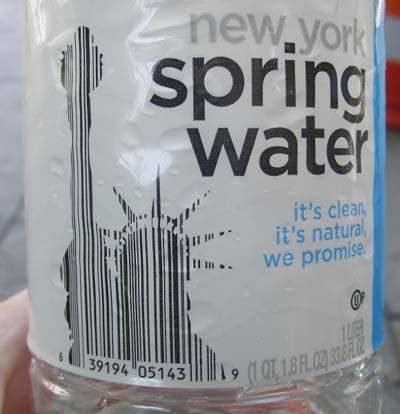 new york
spring
water
it's clean,
it's natural,
we promise.
U P
1 LITER
(1 QT, 1.8 FL OZ) 33.8 FL OZ
6 39194 05143 9